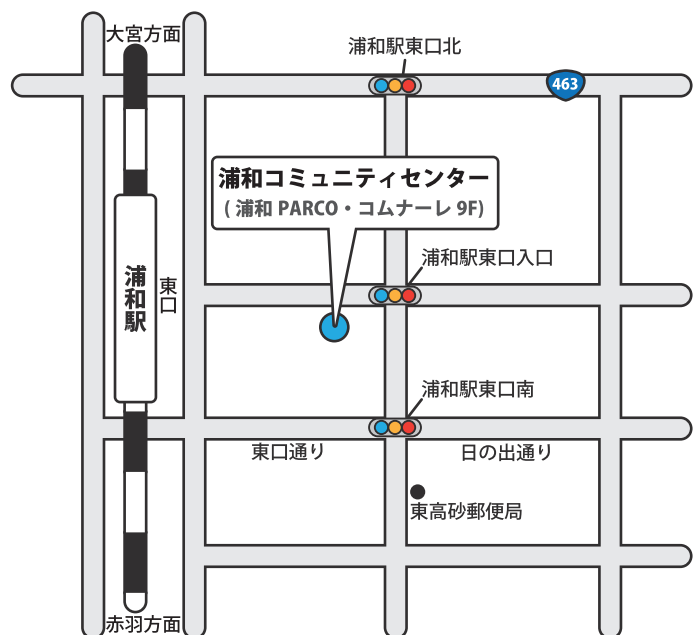 大宮方面
浦和駅東口北
463
浦和コミュニティセンター
(浦和 PARCO・コムナーレ 9F)
浦和駅東口入口
浦和駅
東口
浦和駅東口南
東口通り
日の出通り
東高砂郵便局
赤羽方面